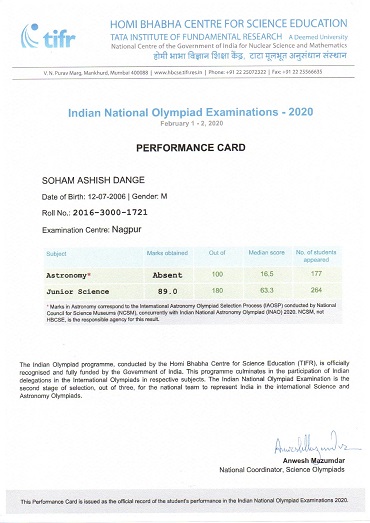 tifr
HOMI BHABHA CENTRE FOR SCIENCE EDUCATION
TATA INSTITUTE OF FUNDAMENTAL RESEARCH A Deemed University
National Centre of the Government of India for Nuclear Science and Mathematics
होमी भाभा विज्ञान शिक्षा केंद्र, टाटा मूलभूत अनुसंधान संस्थान
V. N. Purav Marg, Mankhurd, Mumbai 400088 | www.hbcse.tifr.res.in | Phone: +91 22 25072322 | Fax: +91 22 25566635
Indian National Olympiad Examinations - 2020
February 1 - 2, 2020
PERFORMANCE CARD
SOHAM ASHISH DANGE
Date of Birth: 12-07-2006 | Gender: M
Roll No.: 2016-3000-1721
Examination Centre: Nagpur
Subject Marks obtained Out of Median score No. of students appeared
Astronomy* Absent 100 16.5 177
Junior Science 89.0 180 63.3 264
* Marks in Astronomy correspond to the International Astronomy Olympiad Selection Process (IAOSP) conducted by National
Council for Science Museums (NCSM), concurrently with Indian National Astronomy Olympiad (INAO) 2020. NCSM, not
HBCSE, is the responsible agency for this result.
The Indian Olympiad programme, conducted by the Homi Bhabha Centre for Science Education (TIFR), is officially
recognised and fully funded by the Government of India. This programme culminates in the participation of Indian
delegations in the International Olympiads in respective subjects. The Indian National Olympiad Examination is the
second stage of selection, out of three, for the national team to represent India in the international Science and
Astronomy Olympiads.
Anwesh Mazumdar
Anwesh Mazumdar
National Coordinator, Science Olympiads
This Performance Card is issued as the official record of the student's performance in the Indian National Olympiad Examinations 2020.